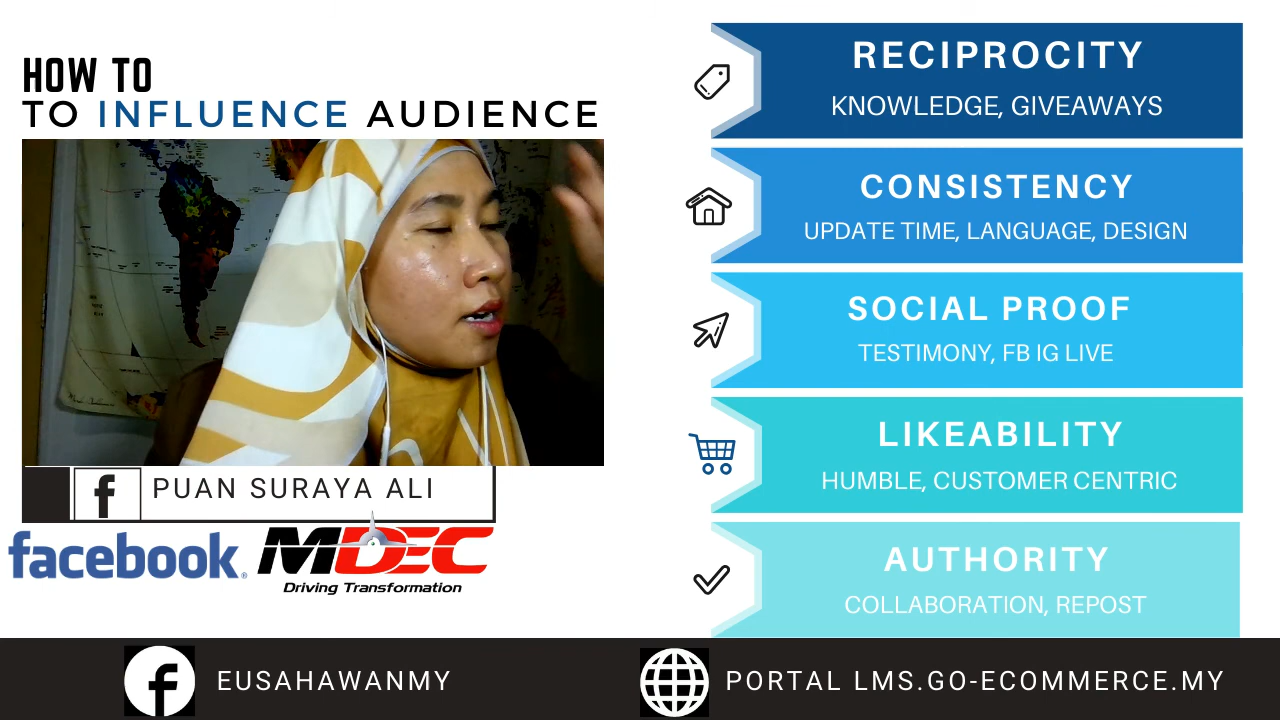 HOW TO
TO INFLUENCE AUDIENCE
PUAN SURAYA ALI
facebook®
MDEC
Driving Transformation
RECIPROCITY
KNOWLEDGE, GIVEAWAYS
CONSISTENCY
UPDATE TIME, LANGUAGE, DESIGN
SOCIAL PROOF
TESTIMONY, FB IG LIVE
LIKEABILITY
HUMBLE, CUSTOMER CENTRIC
AUTHORITY
COLLABORATION, REPOST
EUSAHAWANMY
PORTAL LMS.GO-ECOMMERCE.MY